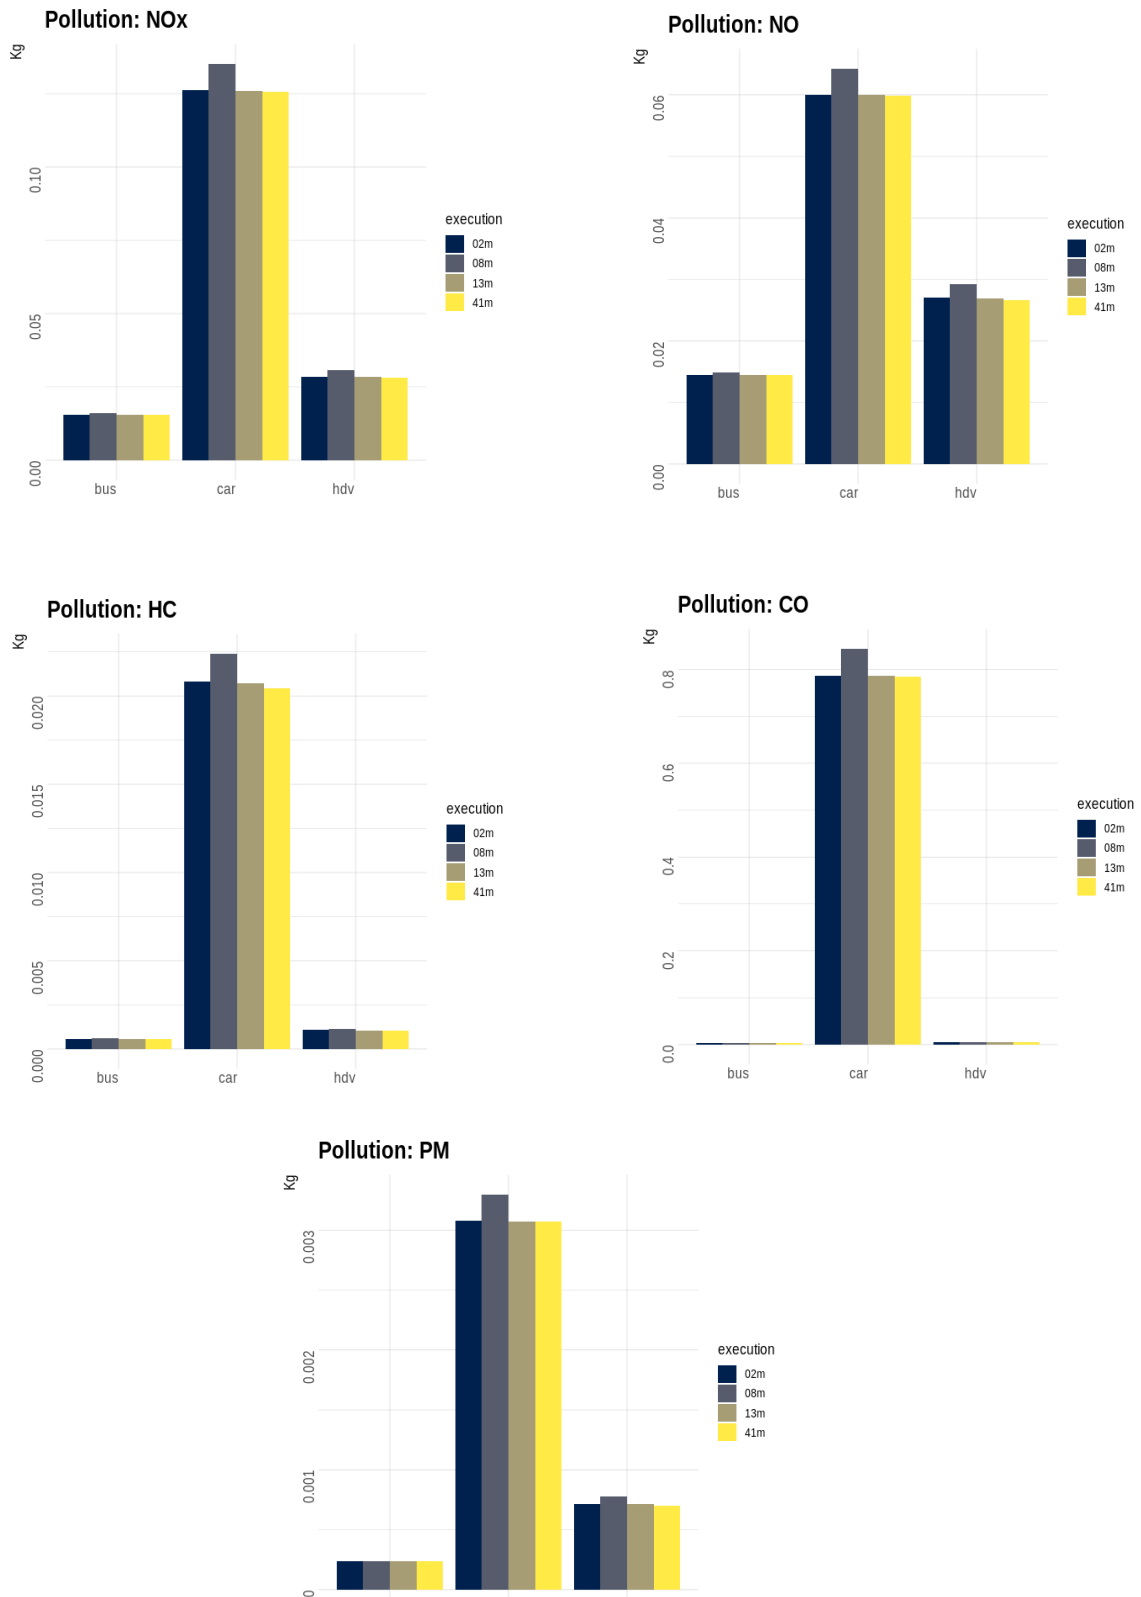 Pollution: NOx
Kg
0.10
0.05
0.00
bus car hdv
execution
02m
08m
13m
41m
Pollution: NO
Kg
0.06
0.04
0.02
0.00
bus car hdv
execution
02m
08m
13m
41m
Pollution: HC
Kg
0.020
0.015
0.010
0.005
0.000
bus car hdv
execution
02m
08m
13m
41m
Pollution: CO
Kg
0.8
0.6
0.4
0.2
0.0
bus car hdv
execution
02m
08m
13m
41m
Pollution: PM
Kg
0.003
0.002
0.001
0
execution
02m
08m
13m
41m